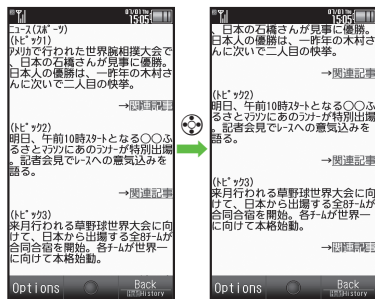 07/01 月
15:05
ニュース(スポーツ)
(トピック1)
アメリカで行われた世界腕相撲大会で
、日本の石橋さんが見事に優勝。
日本人の優勝は、一昨年の木村さ
んに次いで二人目の快挙。
→関連記事
(トピック2)
明日、午前10時スタートとなる〇〇ふ
るさとマラソンにあのランナーが特別出場
。記者会見でレースへの意気込みを
語る。
→関連記事
(トピック3)
来月行われる草野球世界大会に向
けて、日本から出場する全8チームが
合同合宿を開始。各チームが世界一
に向けて本格始動。
Options
Back
History
15:05
、日本の石橋さんが見事に優勝。
日本人の優勝は、一昨年の木村さ
んに次いで二人目の快挙。
→関連記事
(トピック2)
明日、午前10時スタートとなる〇〇ふ
るさとマラソンにあのランナーが特別出場
。記者会見でレースへの意気込みを
語る。
→関連記事
(トピック3)
来月行われる草野球世界大会に向
けて、日本から出場する全8チームが
合同合宿を開始。各チームが世界一
に向けて本格始動。
→関連記事
Options
Back
History